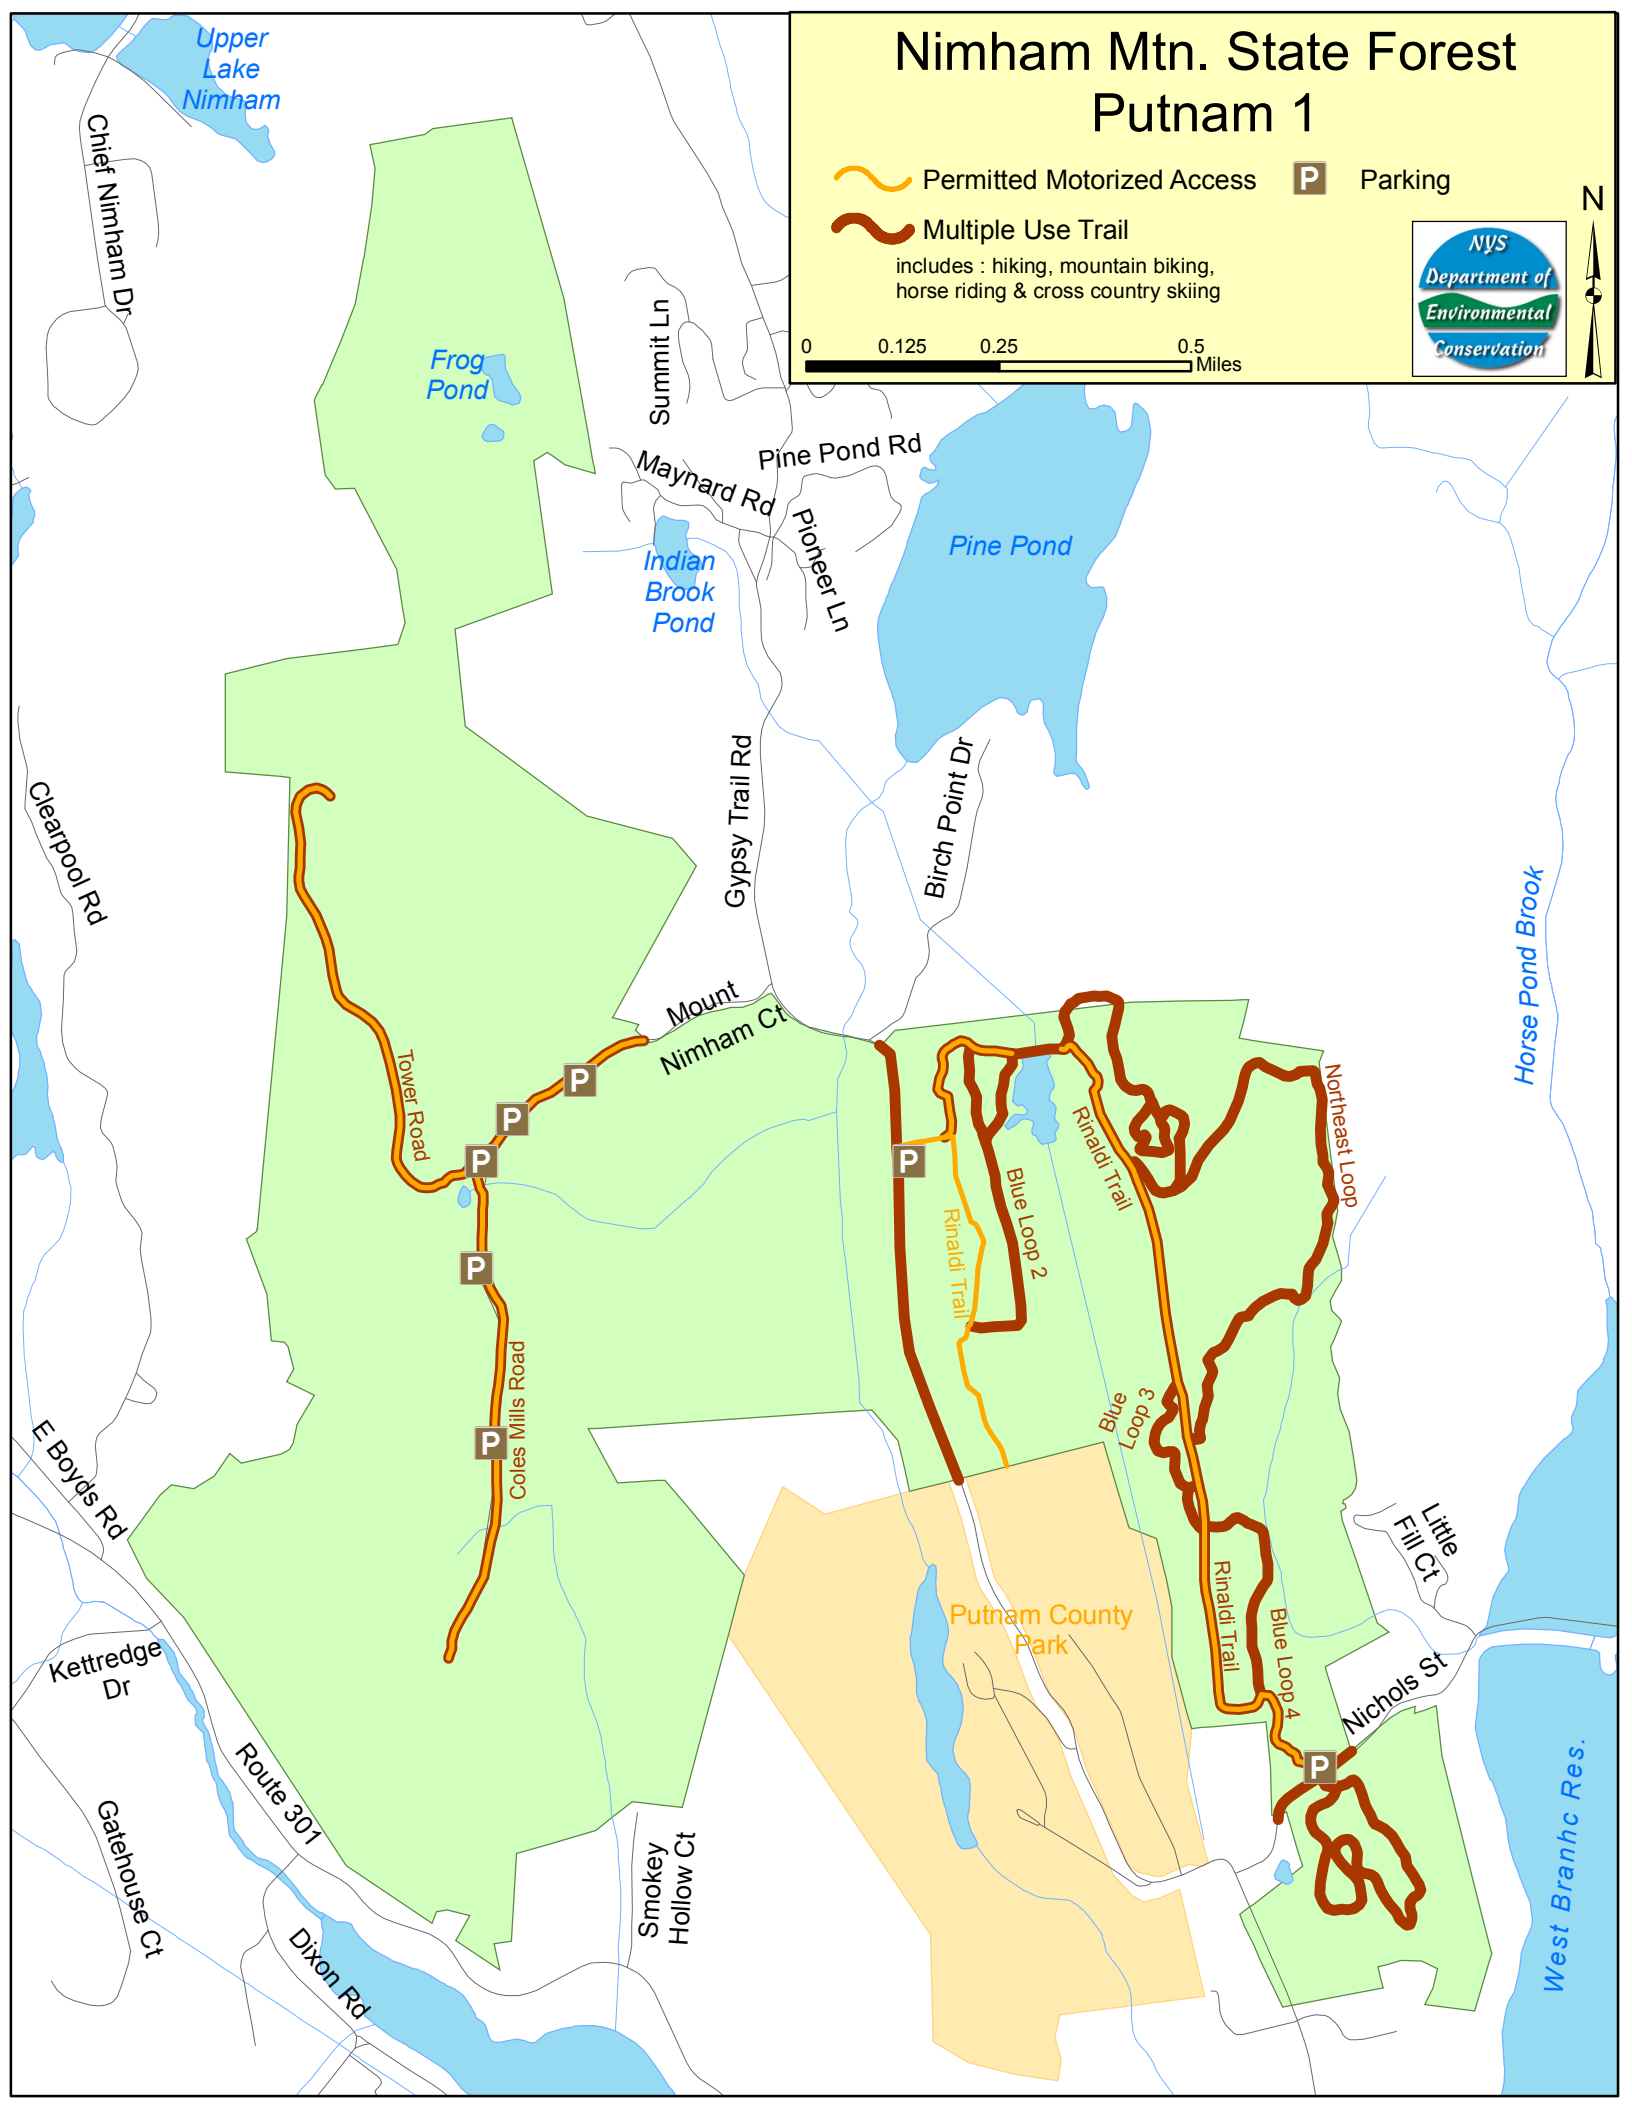 Nimham Mtn. State Forest
Putnam 1
Permitted Motorized Access
P
Parking
Multiple Use Trail
includes : hiking, mountain biking,
horse riding & cross country skiing
0
0.125
0.25
0.5
Miles
N
NYS
Department of
Environmental
Conservation
Upper
Lake
Nimham
Chief Nimham Dr
Frog
Pond
Summit Ln
Maynard Rd
Pine Pond Rd
Pioneer Ln
Indian
Brook
Pond
Pine Pond
Clearpool Rd
Gypsy Trail Rd
Birch Point Dr
Horse Pond Brook
Mount
Nimham Ct
Tower Road
P
P
P
P
P
Coles Mills Road
P
Rinaldi Trail
Blue Loop 2
Rinaldi Trail
Northeast Loop
Blue
Loop 3
Rinaldi Trail
Blue Loop 4
Little
Fill Ct
Nichols St
P
E Boyds Rd
Kettredge
Dr
Route 301
Gatehouse Ct
Dixon Rd
Smokey
Hollow Ct
Putnam County
Park
West Branhc Res.